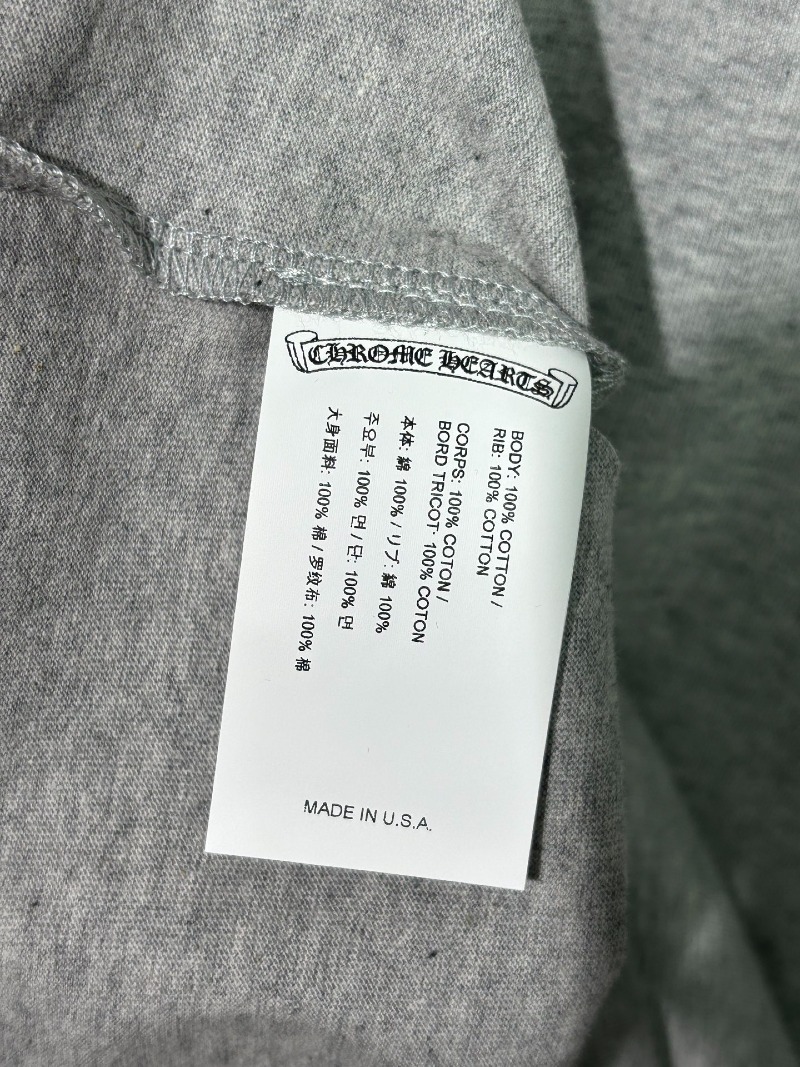 CHROME HEARTS
BODY: 100% COTTON /
RIB: 100% COTTON
CORPS: 100% COTON /
BORD TRICOT: 100% COTON
本体: 綿 100% / リブ: 綿 100%
주요부: 100% 면 / 단: 100% 면
大身面料: 100% 棉 / 罗纹布: 100% 棉
MADE IN U.S.A.